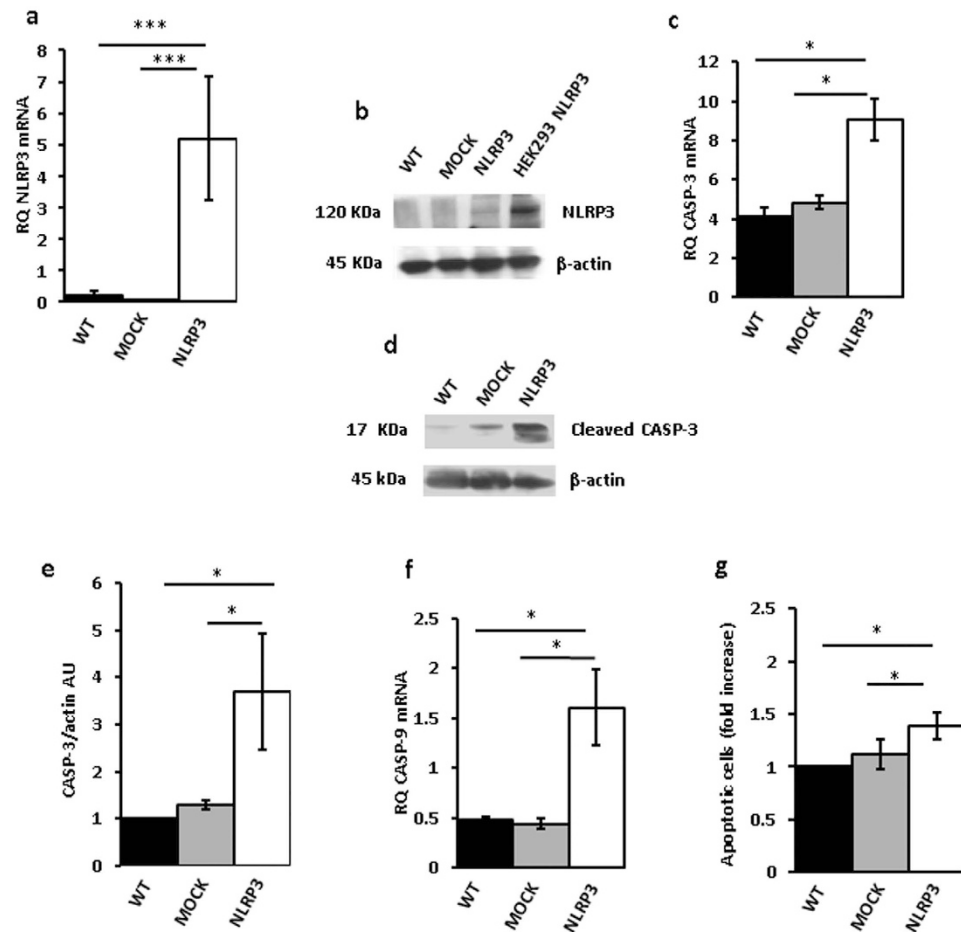 a
***
***
8
7
6
5
4
3
2
1
0
RQ NLRP3 mRNA
WT
MOCK
NLRP3
b
WT
MOCK
NLRP3
HEK293 NLRP3
120 KDa
NLRP3
45 KDa
β-actin
c
*
*
12
10
8
6
4
2
0
RQ CASP-3 mRNA
WT
MOCK
NLRP3
d
WT
MOCK
NLRP3
17 KDa
Cleaved CASP-3
45 kDa
β-actin
e
*
*
6
5
4
3
2
1
0
CASP-3/actin AU
WT
MOCK
NLRP3
f
*
*
2.5
2
1.5
1
0.5
0
RQ CASP-9 mRNA
WT
MOCK
NLRP3
g
*
*
2.5
2
1.5
1
0.5
0
Apoptotic cells (fold increase)
WT
MOCK
NLRP3